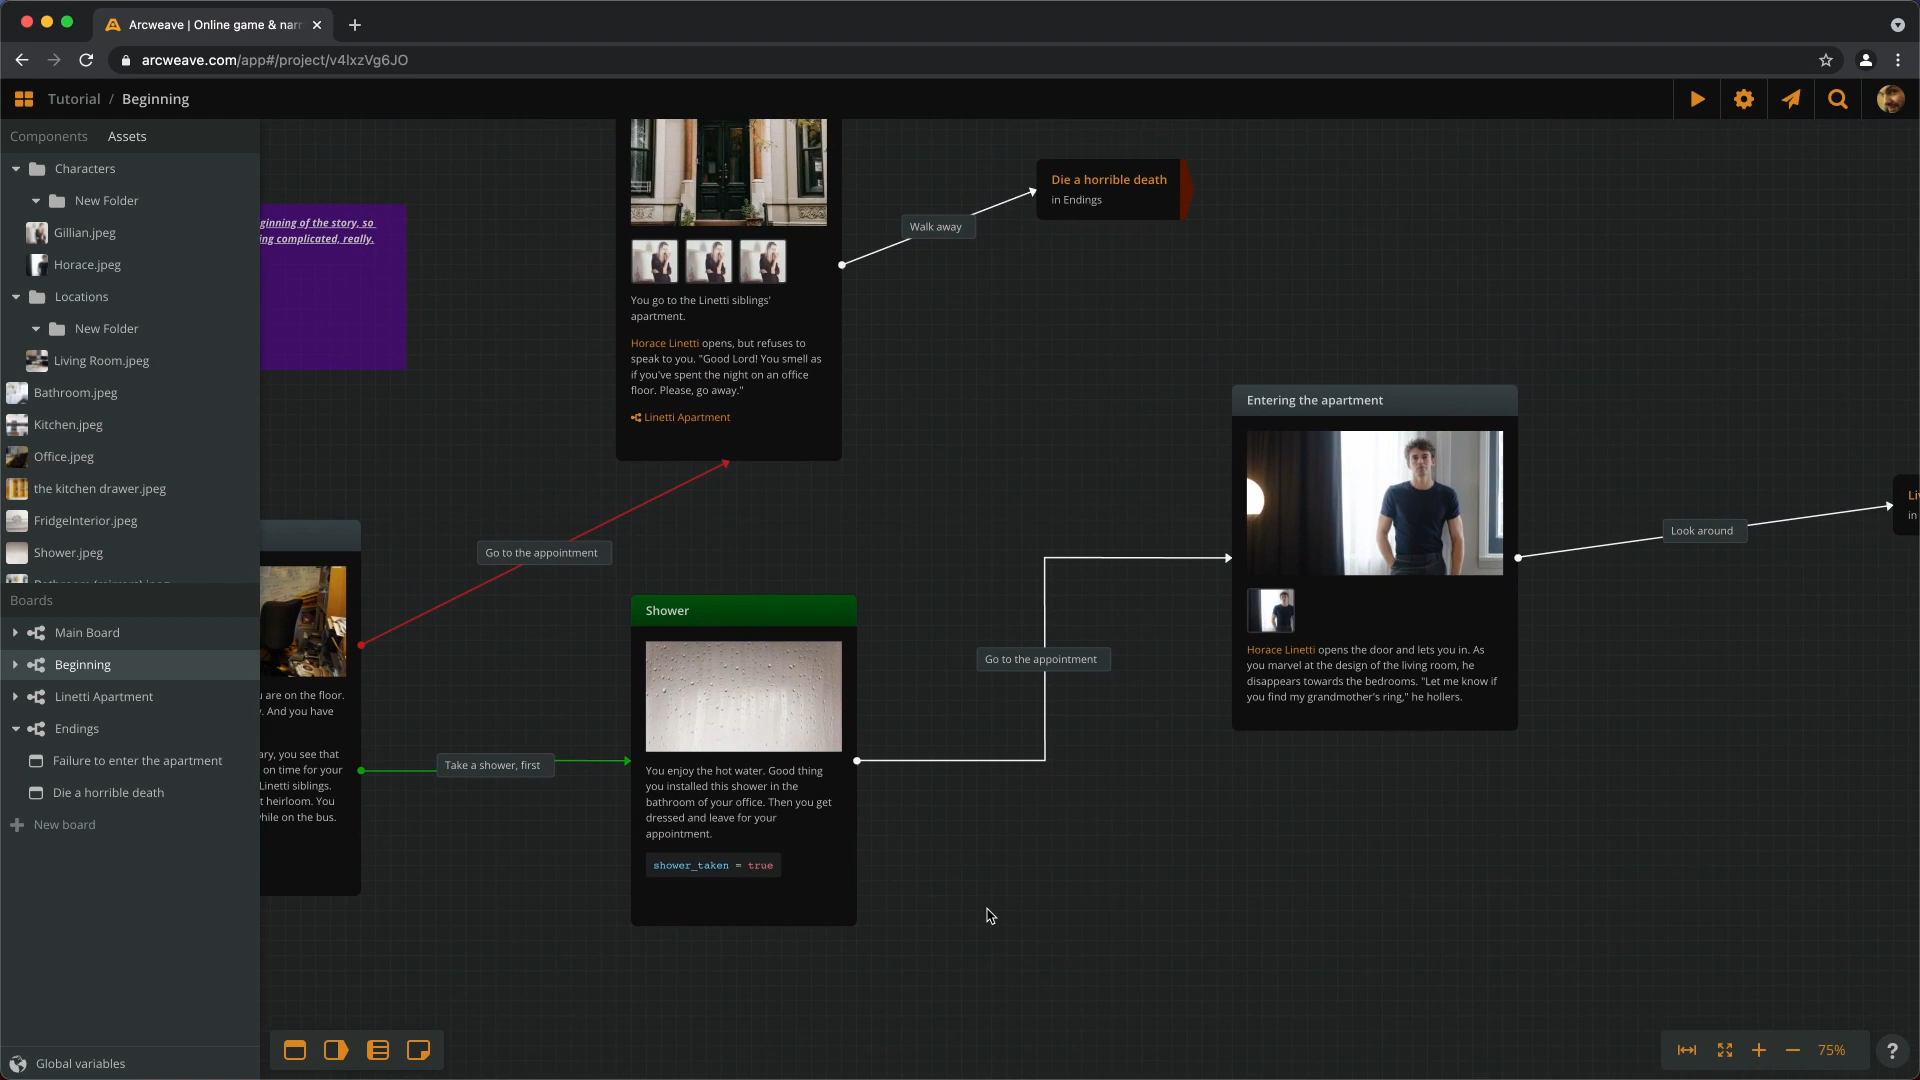 Arcweave | Online game & narr
arcweave.com/app#/project/v4lxzVg6JO
Tutorial / Beginning
Components Assets
Characters
New Folder
Gillian.jpeg
Horace.jpeg
Locations
New Folder
Living Room.jpeg
Bathroom.jpeg
Kitchen.jpeg
Office.jpeg
the kitchen drawer.jpeg
FridgeInterior.jpeg
Shower.jpeg
Boards
Main Board
Beginning
Linetti Apartment
Endings
Failure to enter the apartment
Die a horrible death
New board
Global variables
ginning of the story, so
ing complicated, really.
You go to the Linetti siblings'
apartment.
Horace Linetti opens, but refuses to
speak to you. "Good Lord! You smell as
if you've spent the night on an office
floor. Please, go away."
Linetti Apartment
Walk away
Die a horrible death
in Endings
Go to the appointment
u are on the floor.
. And you have
ary, you see that
on time for your
Linetti siblings.
t heirloom. You
hile on the bus.
Take a shower, first
Shower
You enjoy the hot water. Good thing
you installed this shower in the
bathroom of your office. Then you get
dressed and leave for your
appointment.
shower_taken = true
Go to the appointment
Entering the apartment
Horace Linetti opens the door and lets you in. As
you marvel at the design of the living room, he
disappears towards the bedrooms. "Let me know if
you find my grandmother's ring," he hollers.
Look around
Li
in
75%
?